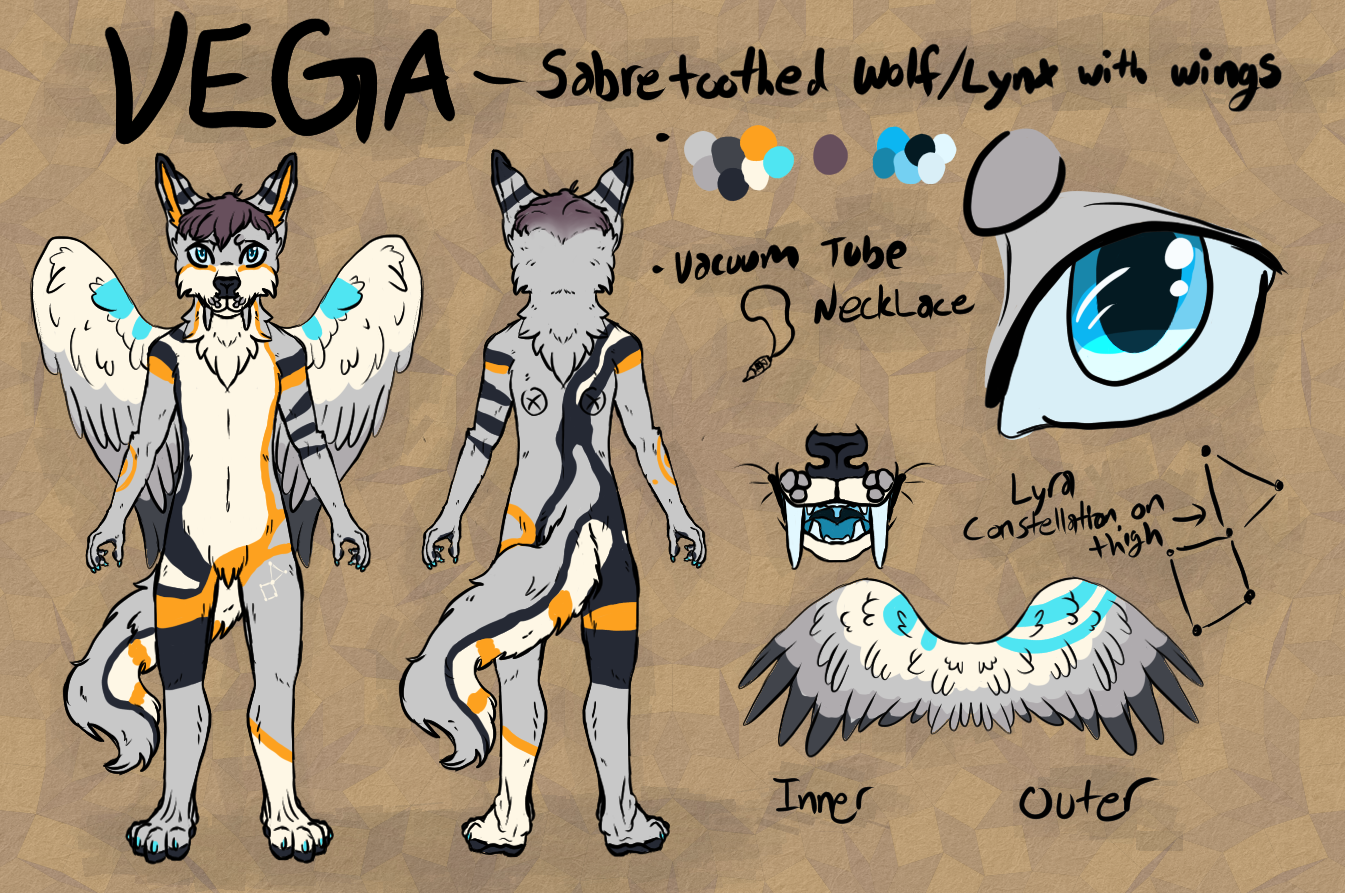 VEGA - Sabretoothed Wolf/Lynx with wings
• Vacuum Tube
Necklace
Lyra
Constellation on
thigh
Inner
Outer